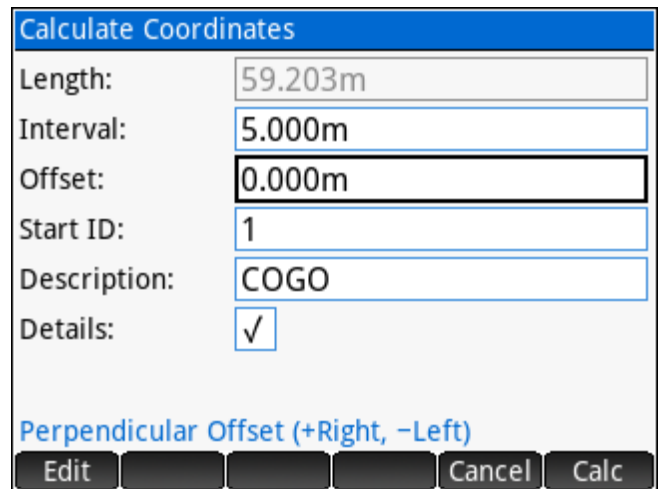 Calculate Coordinates
Length: 59.203m
Interval: 5.000m
Offset: 0.000m
Start ID: 1
Description: COGO
Details: √
Perpendicular Offset (+Right, −Left)
Edit Cancel Calc